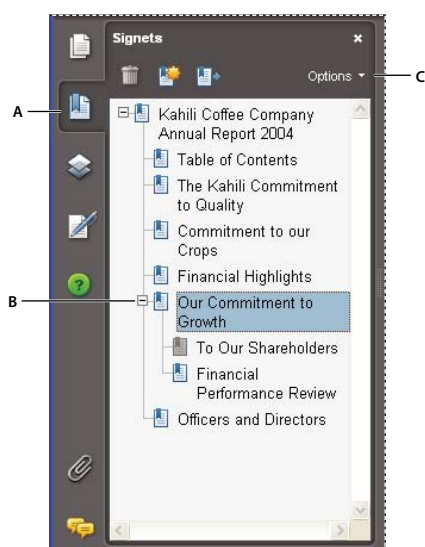 Signets
Options
C
A
Kahili Coffee Company
Annual Report 2004
Table of Contents
The Kahili Commitment
to Quality
Commitment to our
Crops
Financial Highlights
B
Our Commitment to
Growth
To Our Shareholders
Financial
Performance Review
Officers and Directors